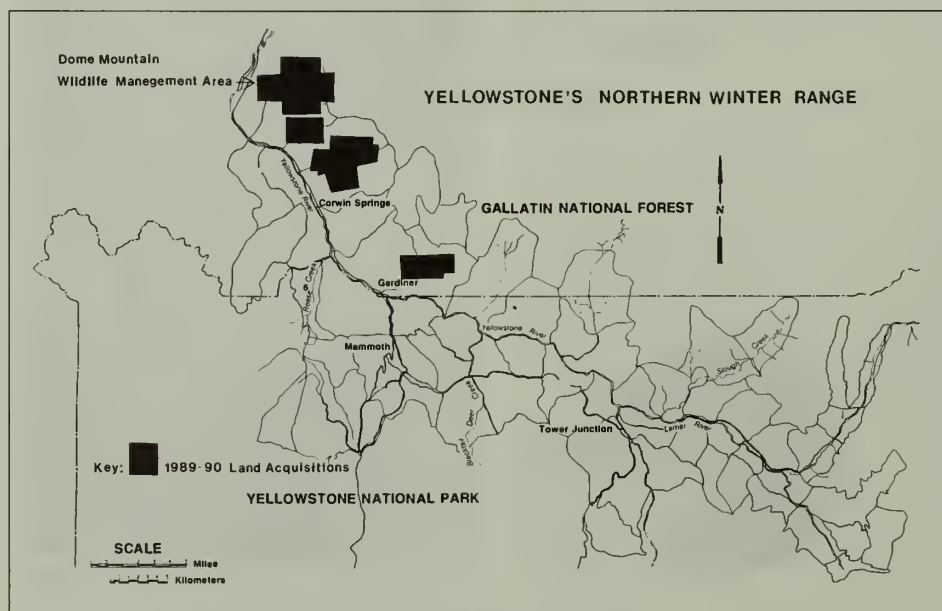 Dome Mountain
Wildlife Manegement Area
YELLOWSTONE'S NORTHERN WINTER RANGE
Yellowstone River
Corwin Springs
GALLATIN NATIONAL FOREST
N
Gardiner
6
Reese Creek
Yellowstone River
Mammoth
Slough Creek
Blacktail Deer Creek
Tower Junction
Lamar River
Key: 1989-90 Land Acquisitions
YELLOWSTONE NATIONAL PARK
SCALE
Mile
Kilometers